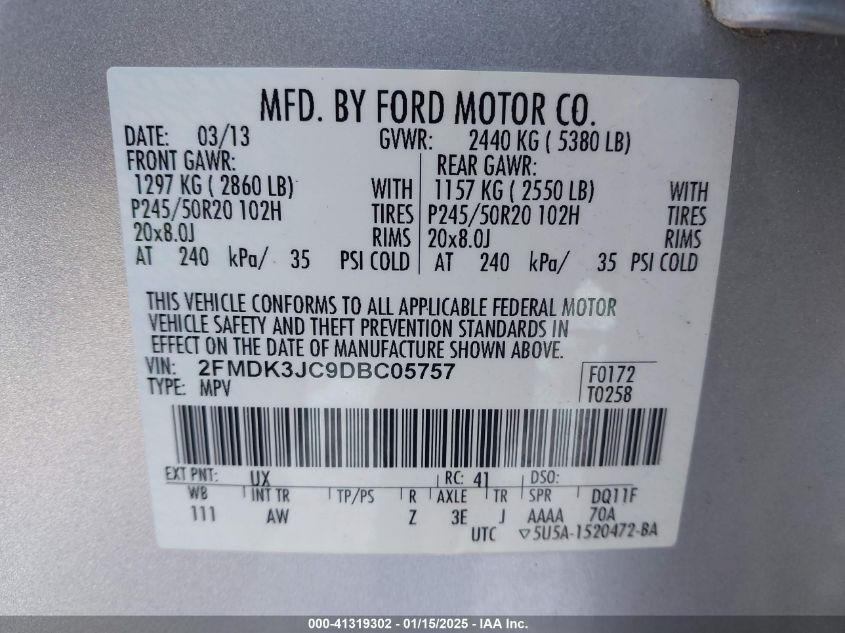 MFD. BY FORD MOTOR CO.
DATE: 03/13 GVWR: 2440 KG ( 5380 LB)
FRONT GAWR: REAR GAWR:
1297 KG ( 2860 LB) WITH 1157 KG ( 2550 LB) WITH
P245/50R20 102H TIRES P245/50R20 102H TIRES
20x8.0J RIMS 20x8.0J RIMS
AT 240 kPa/ 35 PSI COLD AT 240 kPa/ 35 PSI COLD
THIS VEHICLE CONFORMS TO ALL APPLICABLE FEDERAL MOTOR
VEHICLE SAFETY AND THEFT PREVENTION STANDARDS IN
EFFECT ON THE DATE OF MANUFACTURE SHOWN ABOVE.
VIN: 2FMDK3JC9DBC05757 F0172
TYPE: MPV T0258
EXT PNT: UX RC: 41 DSO:
WB INT TR TP/PS R AXLE TR SPR DQ11F
111 AW Z 3E J AAAA 70A
UTC ▽5U5A-1520472-BA
000-41319302 - 01/15/2025 - IAA Inc.